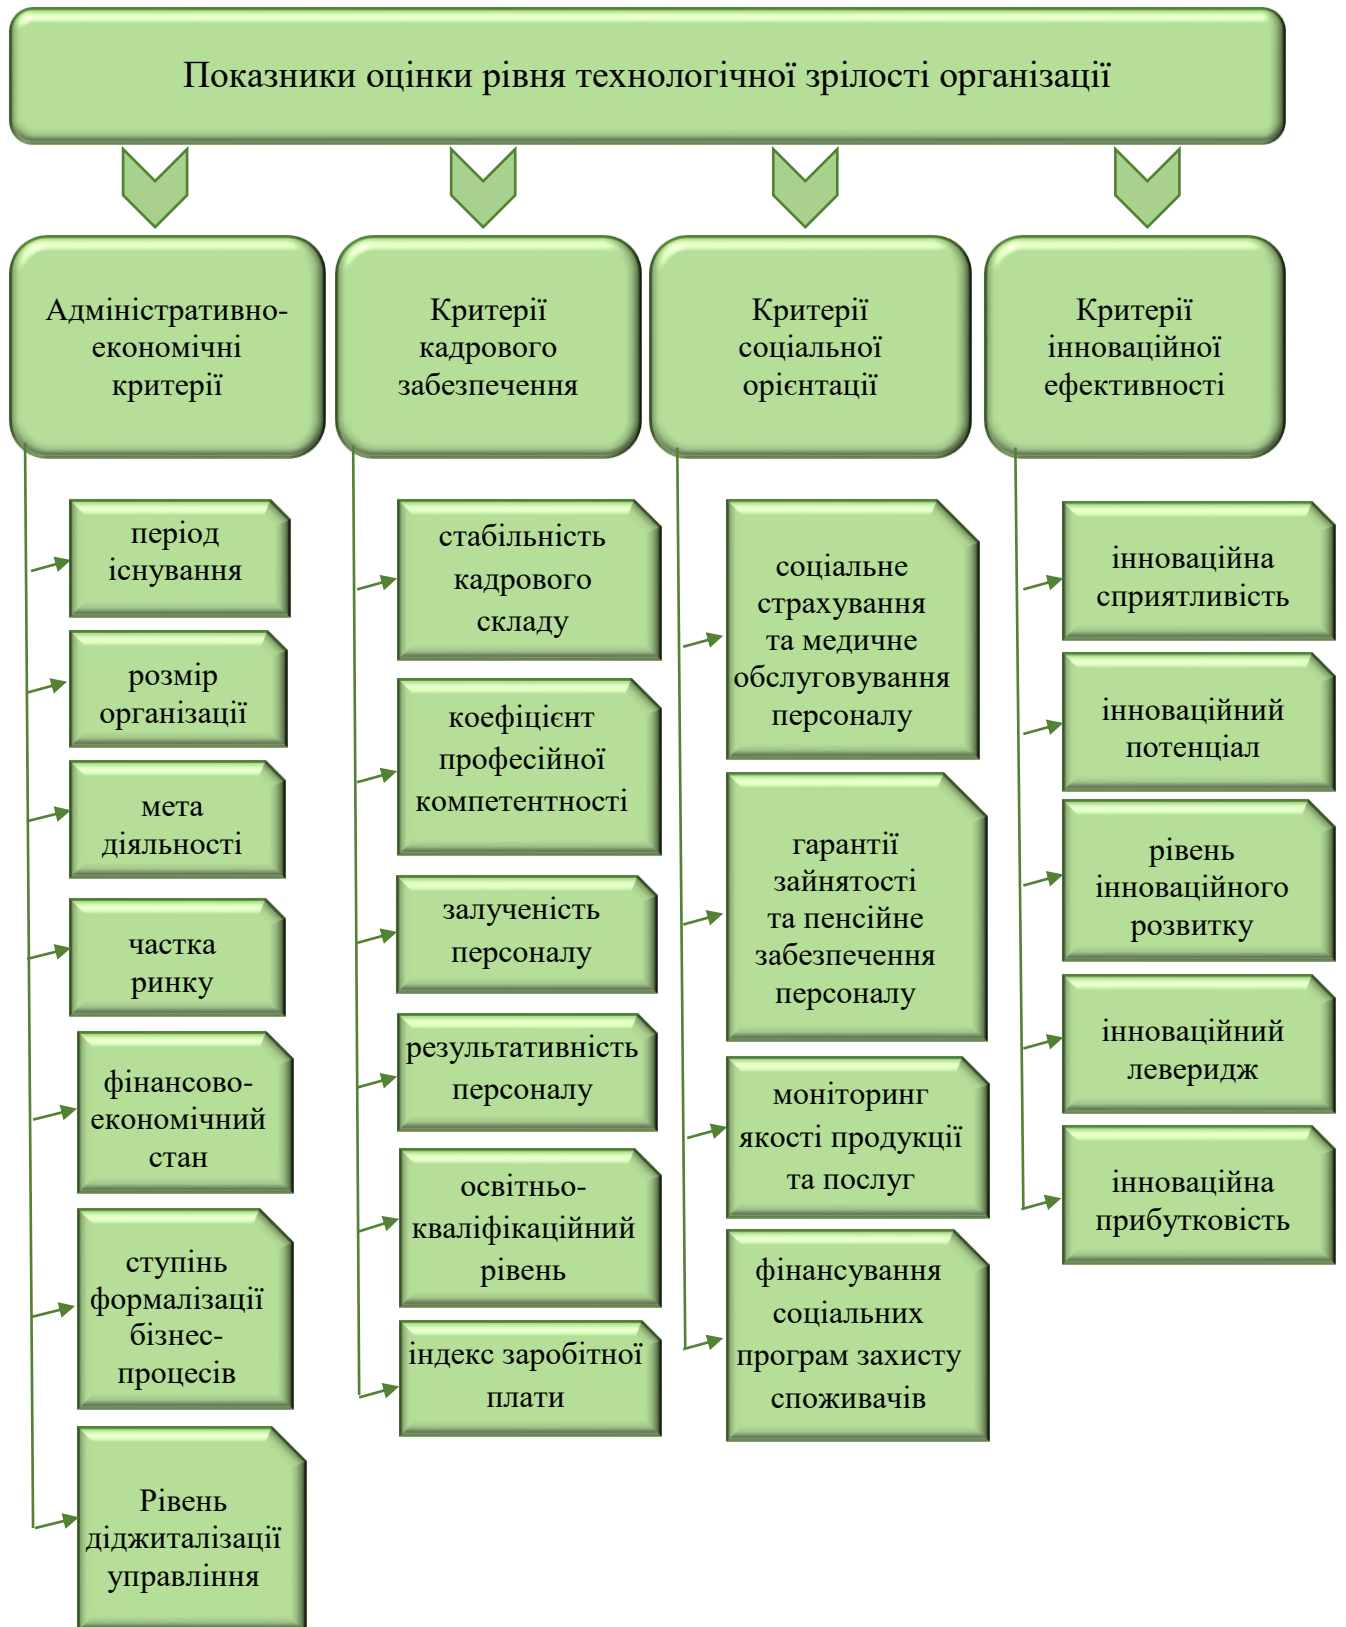 Показники оцінки рівня технологічної зрілості організації
Адміністративно-
економічні
критерії
період
існування
розмір
організації
мета
діяльності
частка
ринку
фінансово-
економічний
стан
ступінь
формалізації
бізнес-
процесів
Рівень
діджиталізації
управління
Критерії
кадрового
забезпечення
стабільність
кадрового
складу
коефіцієнт
професійної
компетентності
залученість
персоналу
результативність
персоналу
освітньо-
кваліфікаційний
рівень
індекс заробітної
плати
Критерії
соціальної
орієнтації
соціальне
страхування
та медичне
обслуговування
персоналу
гарантії
зайнятості
та пенсійне
забезпечення
персоналу
моніторинг
якості продукції
та послуг
фінансування
соціальних
програм захисту
споживачів
Критерії
інноваційної
ефективності
інноваційна
сприятливість
інноваційний
потенціал
рівень
інноваційного
розвитку
інноваційний
леверидж
інноваційна
прибутковість